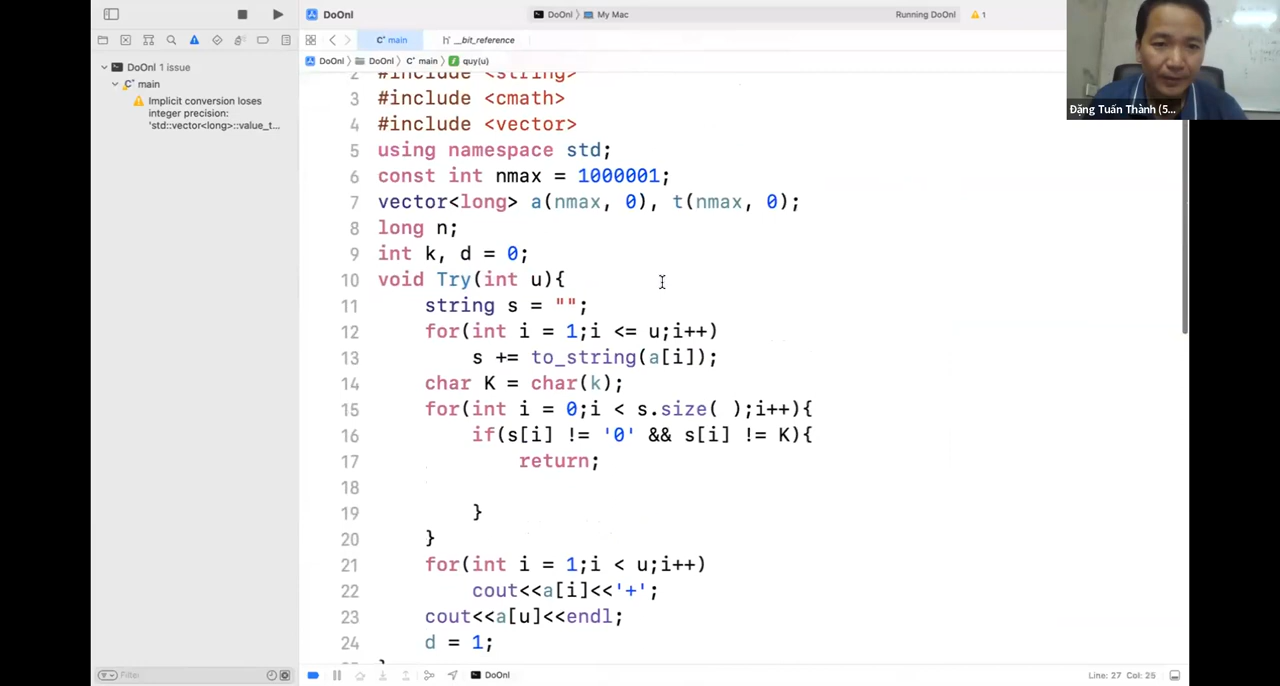 DoOnl
DoOnl 〉 My Mac
Running DoOnl
1
main
__bit_reference
DoOnl 〉 DoOnl 〉 main 〉 quy(u)
DoOnl 1 issue
main
Implicit conversion loses
integer precision:
'std::vector<long>::value_t...
Đặng Tuấn Thành (5...
2 #include <string>
3 #include <cmath>
4 #include <vector>
5 using namespace std;
6 const int nmax = 1000001;
7 vector<long> a(nmax, 0), t(nmax, 0);
8 long n;
9 int k, d = 0;
10 void Try(int u){
11 string s = "";
12 for(int i = 1;i <= u;i++)
13 s += to_string(a[i]);
14 char K = char(k);
15 for(int i = 0;i < s.size( );i++){
16 if(s[i] != '0' && s[i] != K){
17 return;
18
19 }
20 }
21 for(int i = 1;i < u;i++)
22 cout<<a[i]<<'+';
23 cout<<a[u]<<endl;
24 d = 1;
Filter
DoOnl
Line: 27 Col: 25